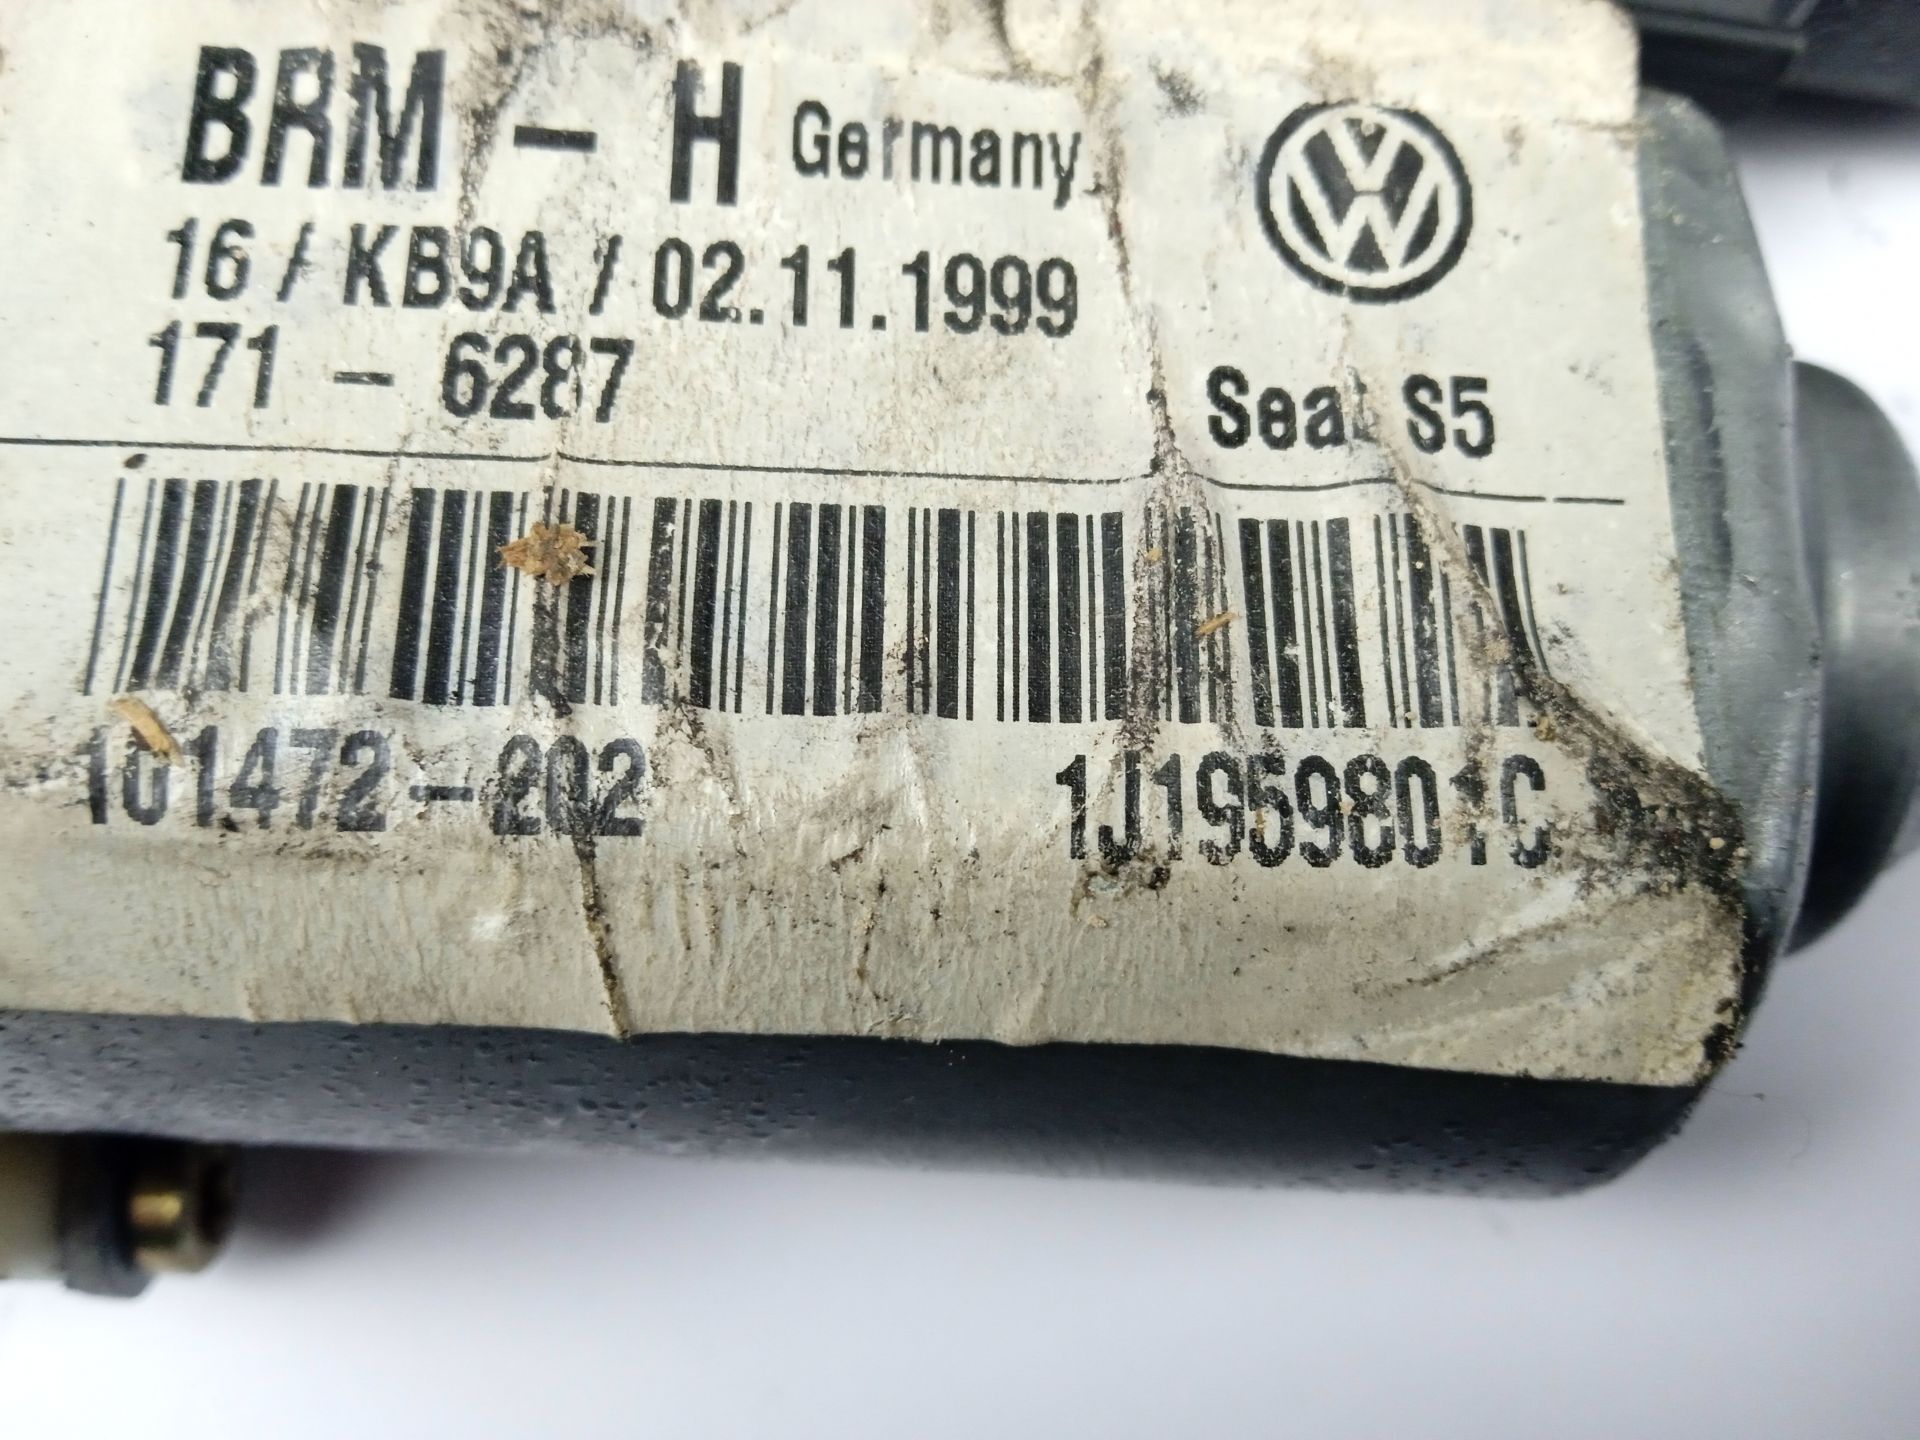 BRM - H Germany
16 / KB9A / 02.11.1999
171 - 6287
Seat S5
101472-202 1J1959801C